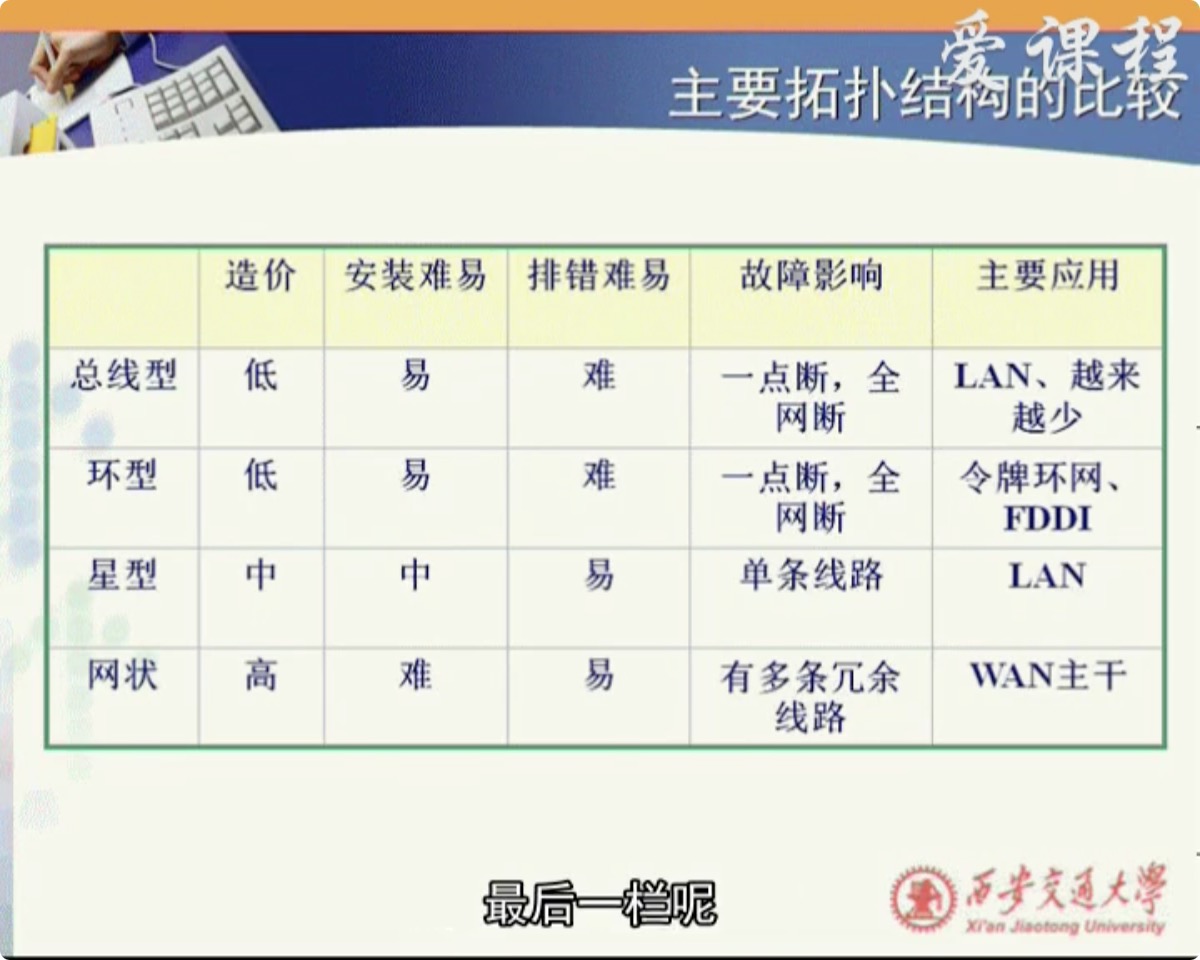 爱课程
主要拓扑结构的比较
造价 安装难易 排错难易 故障影响 主要应用
总线型 低 易 难 一点断，全网断 LAN、越来越少
环型 低 易 难 一点断，全网断 令牌环网、FDDI
星型 中 中 易 单条线路 LAN
网状 高 难 易 有多条冗余线路 WAN主干
最后一栏呢
西安交通大学
Xi'an Jiaotong University